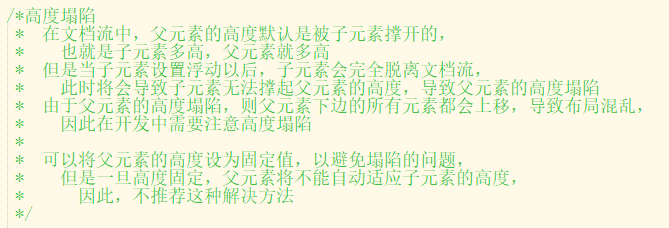 /*高度塌陷
* 在文档流中，父元素的高度默认是被子元素撑开的，
* 也就是子元素多高，父元素就多高
* 但是当子元素设置浮动以后，子元素会完全脱离文档流，
* 此时将会导致子元素无法撑起父元素的高度，导致父元素的高度塌陷
* 由于父元素的高度塌陷，则父元素下边的所有元素都会上移，导致布局混乱，
* 因此在开发中需要注意高度塌陷
*
* 可以将父元素的高度设为固定值，以避免塌陷的问题，
* 但是一旦高度固定，父元素将不能自动适应子元素的高度，
* 因此，不推荐这种解决方法
*/